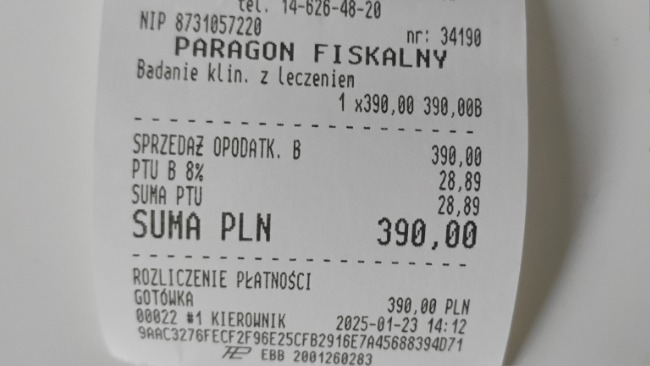 tel. 14-626-48-20
NIP 8731057220 nr: 34190
PARAGON FISKALNY
Badanie klin. z leczeniem
1 x390,00 390,00B
SPRZEDAŻ OPODATK. B 390,00
PTU B 8% 28,89
SUMA PTU 28,89
SUMA PLN 390,00
ROZLICZENIE PŁATNOŚCI
GOTÓWKA 390,00 PLN
00022 #1 KIEROWNIK 2025-01-23 14:12
9AAC3276FECF2F96E25CFB2916E7A45688394D71
EBB 2001260283